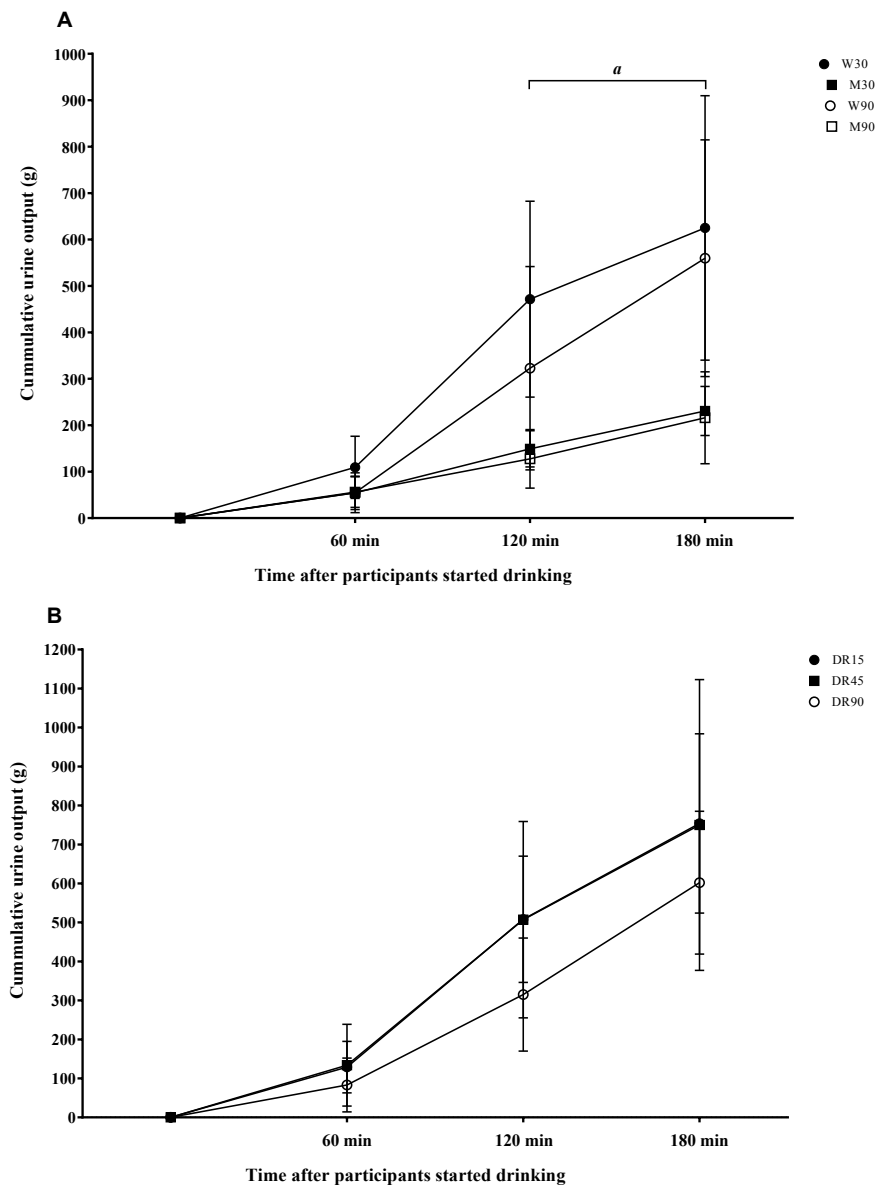 A
1000
900
800
700
600
500
400
300
200
100
0
Cummulative urine output (g)
a
W30
M30
W90
M90
60 min
120 min
180 min
Time after participants started drinking
B
1200
1100
1000
900
800
700
600
500
400
300
200
100
0
Cummulative urine output (g)
DR15
DR45
DR90
60 min
120 min
180 min
Time after participants started drinking